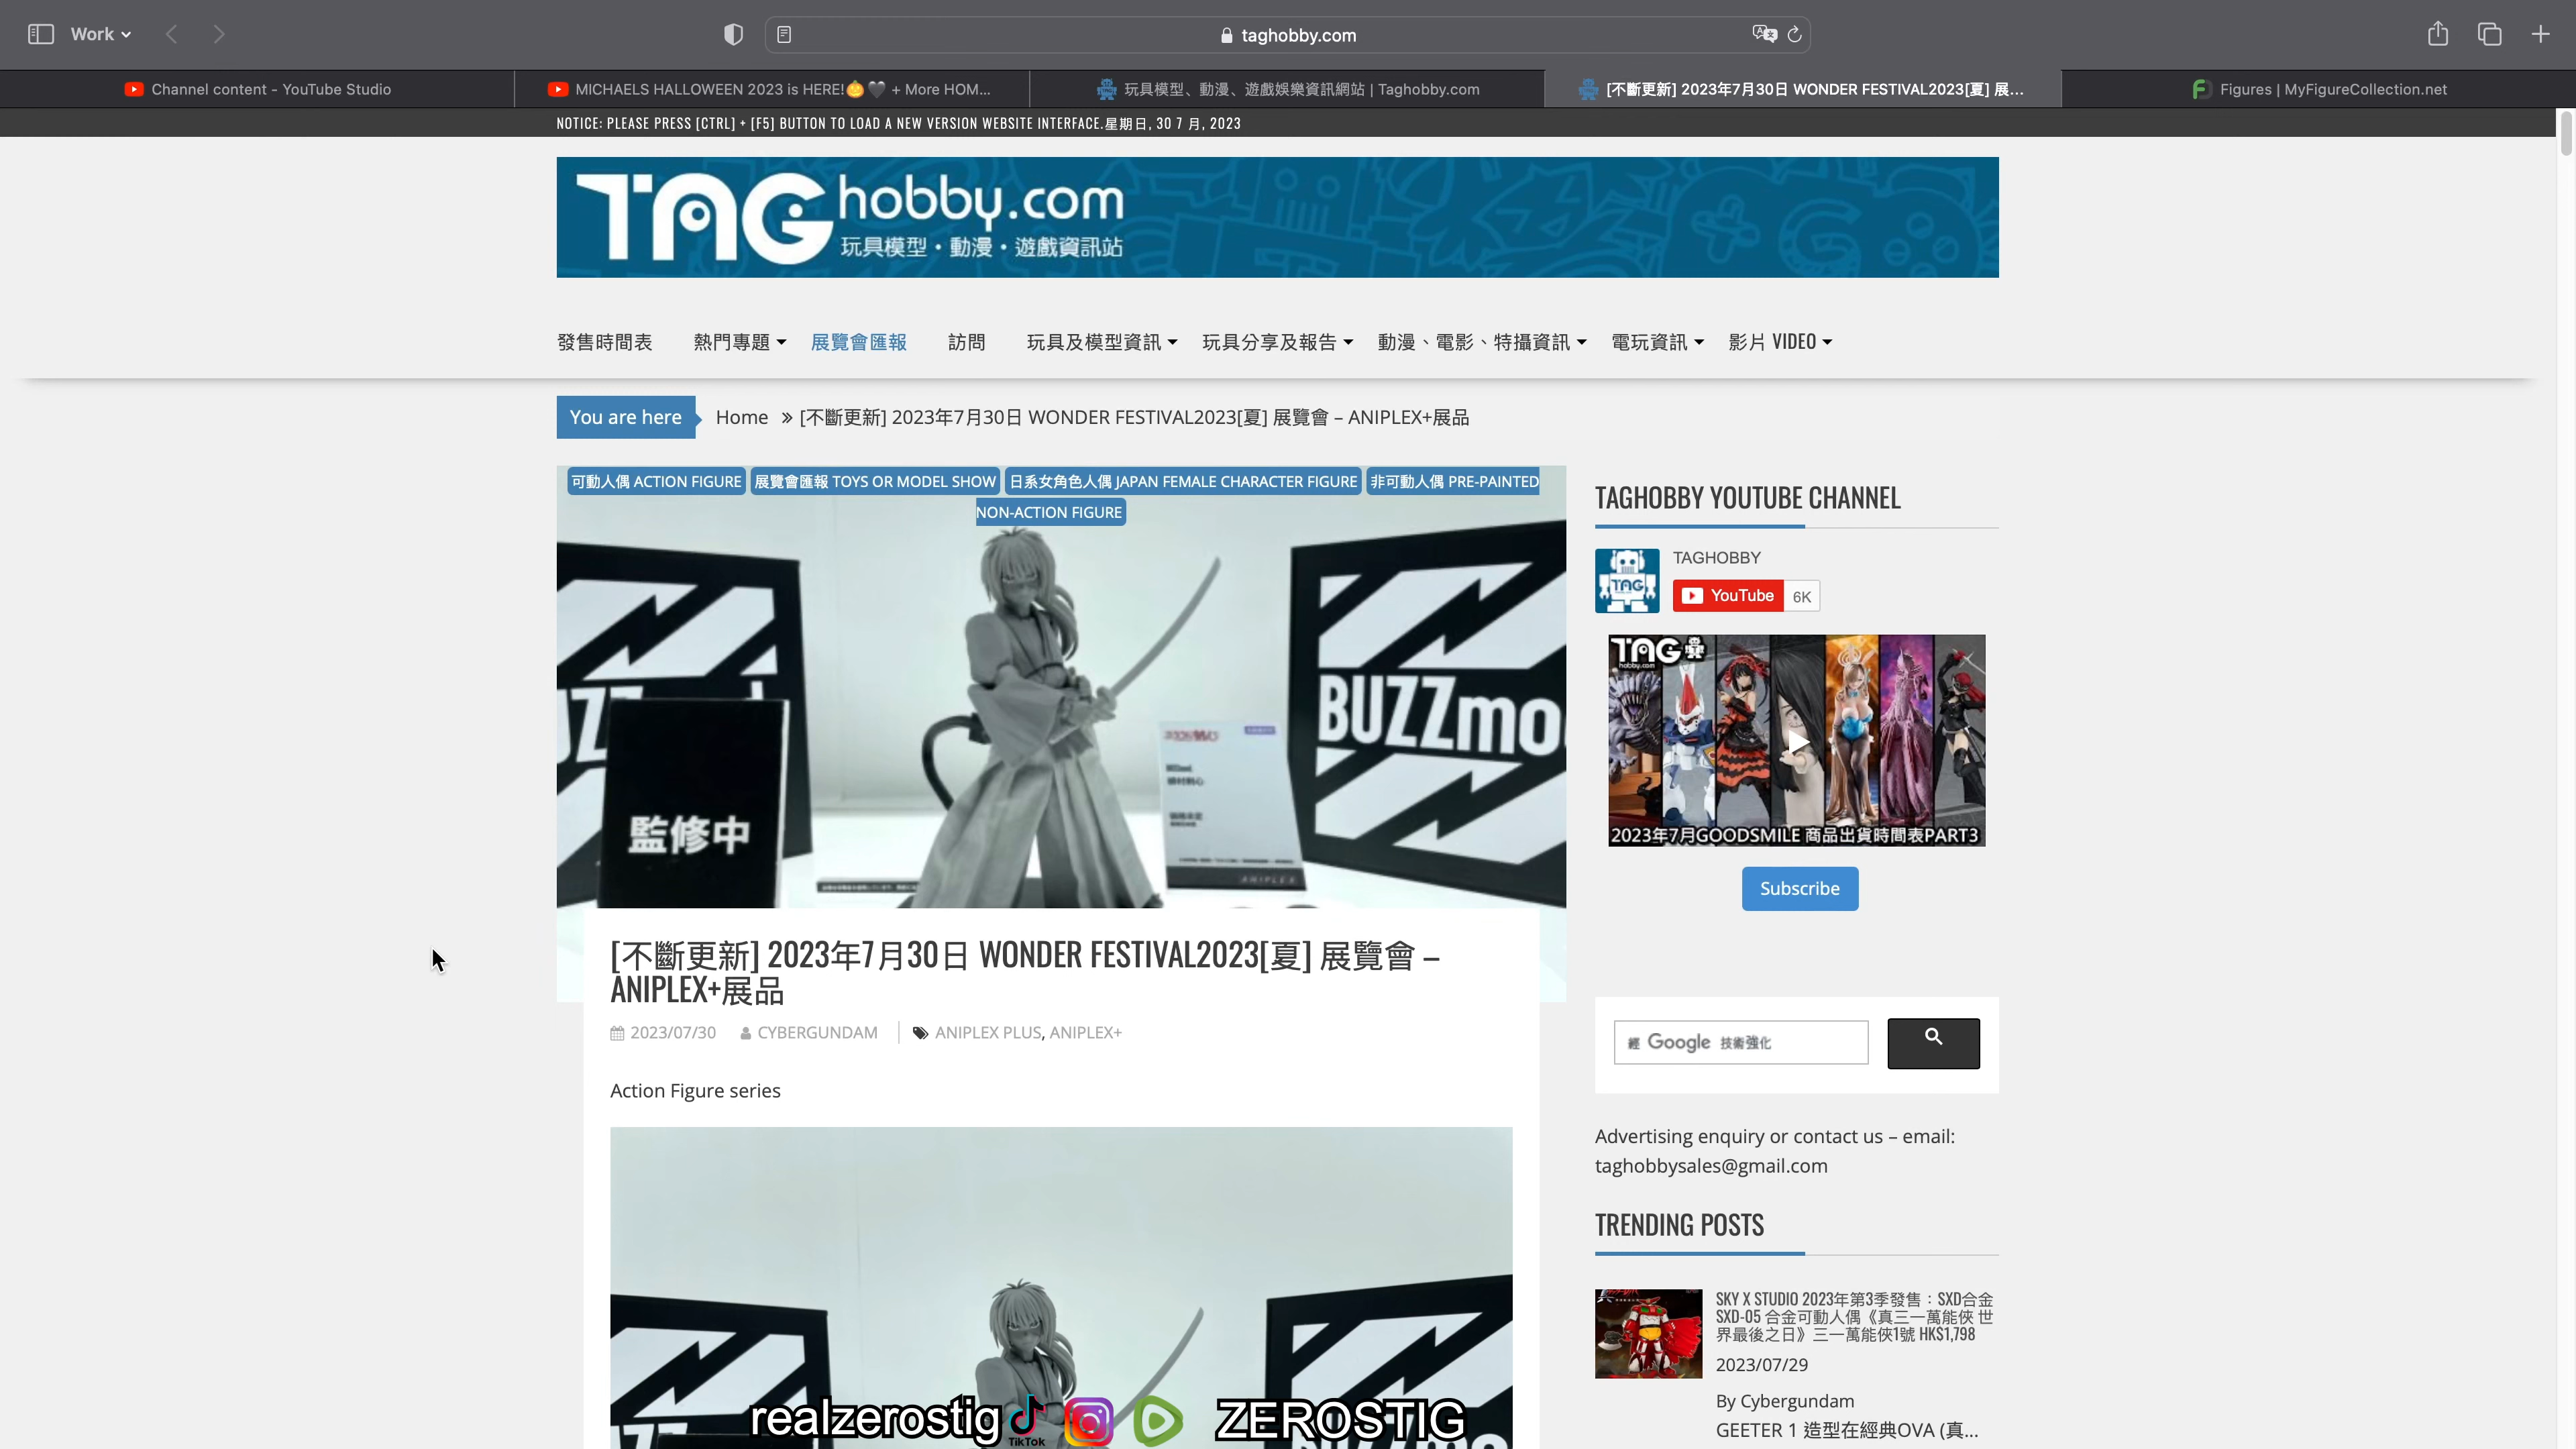 Work
taghobby.com
Channel content - YouTube Studio
MICHAELS HALLOWEEN 2023 is HERE!🎃🖤 + More HOM...
玩具模型、動漫、遊戲娛樂資訊網站 | Taghobby.com
[不斷更新] 2023年7月30日 WONDER FESTIVAL2023[夏] 展...
Figures | MyFigureCollection.net
NOTICE: PLEASE PRESS [CTRL] + [F5] BUTTON TO LOAD A NEW VERSION WEBSITE INTERFACE.星期日, 30 7 月, 2023
TAG hobby.com
玩具模型・動漫・遊戲資訊站
發售時間表
熱門專題
展覽會匯報
訪問
玩具及模型資訊
玩具分享及報告
動漫、電影、特攝資訊
電玩資訊
影片 VIDEO
You are here
Home » [不斷更新] 2023年7月30日 WONDER FESTIVAL2023[夏] 展覽會 – ANIPLEX+展品
可動人偶 ACTION FIGURE
展覽會匯報 TOYS OR MODEL SHOW
日系女角色人偶 JAPAN FEMALE CHARACTER FIGURE
非可動人偶 PRE-PAINTED
NON-ACTION FIGURE
BUZZmo
監修中
ANIPLEX
[不斷更新] 2023年7月30日 WONDER FESTIVAL2023[夏] 展覽會 –
ANIPLEX+展品
2023/07/30
CYBERGUNDAM
ANIPLEX PLUS, ANIPLEX+
Action Figure series
realzerostig
TikTok
ZEROSTIG
TAGHOBBY YOUTUBE CHANNEL
TAG
TAGHOBBY
YouTube
6K
TAG
hobby.com
2023年7月GOODSMILE 商品出貨時間表PART3
Subscribe
經 Google 技術強化
Advertising enquiry or contact us – email:
taghobbysales@gmail.com
TRENDING POSTS
SKY X STUDIO 2023年第3季發售：SXD合金
SXD-05 合金可動人偶《真三一萬能俠 世
界最後之日》三一萬能俠1號 HK$1,798
2023/07/29
By Cybergundam
GEETER 1 造型在經典OVA (真...